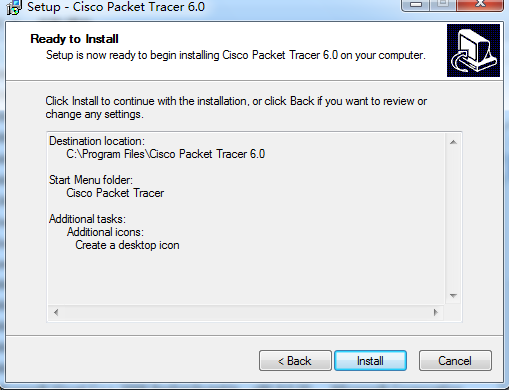 Setup - Cisco Packet Tracer 6.0
Ready to Install
Setup is now ready to begin installing Cisco Packet Tracer 6.0 on your computer.
Click Install to continue with the installation, or click Back if you want to review or
change any settings.
Destination location:
C:\Program Files\Cisco Packet Tracer 6.0
Start Menu folder:
Cisco Packet Tracer
Additional tasks:
Additional icons:
Create a desktop icon
< Back
Install
Cancel